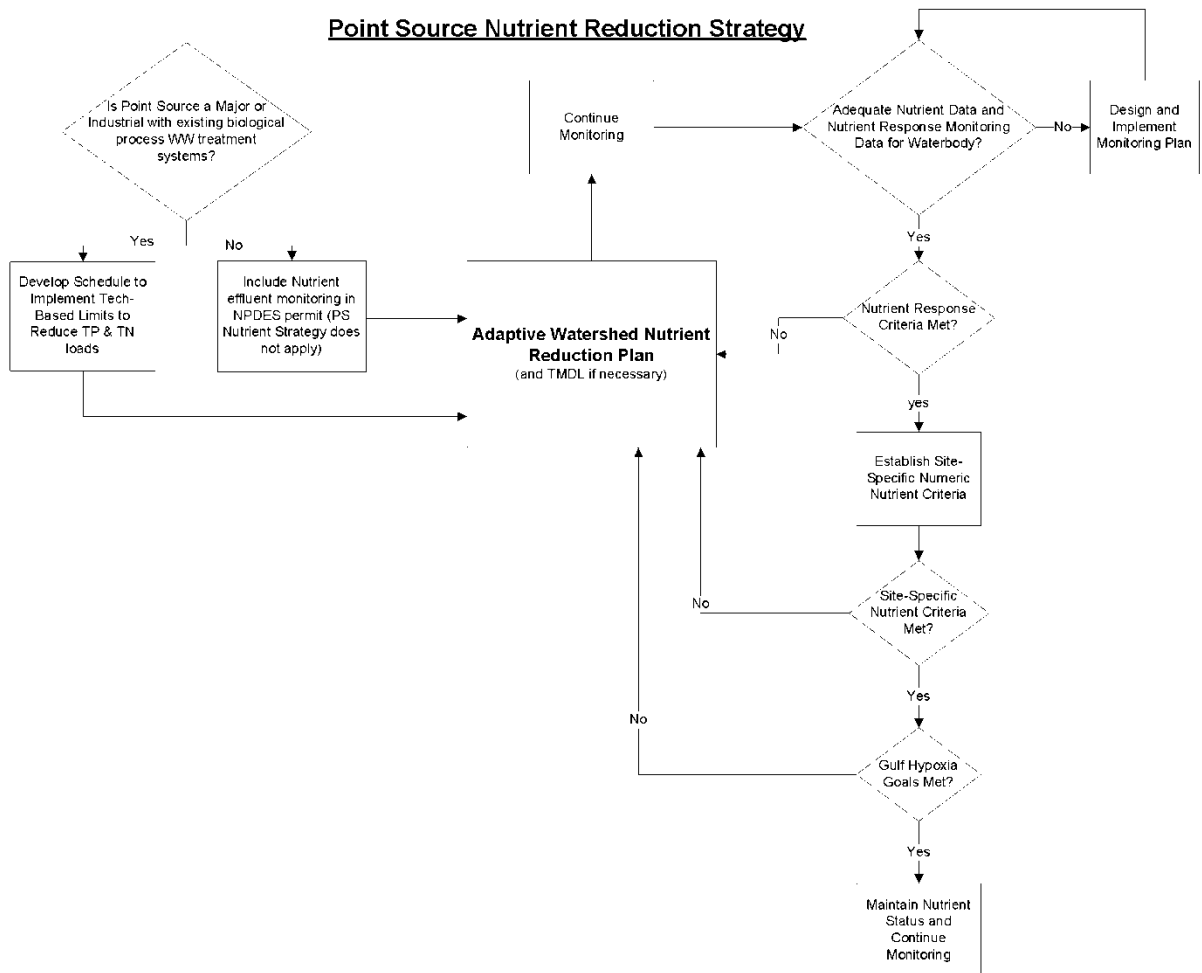 Point Source Nutrient Reduction Strategy
Is Point Source a Major or
Industrial with existing biological
process WW treatment
systems?
Yes
No
Develop Schedule to
Implement Tech-
Based Limits to
Reduce TP & TN
loads
Include Nutrient
effluent monitoring in
NPDES permit (PS
Nutrient Strategy does
not apply)
Adaptive Watershed Nutrient
Reduction Plan
(and TMDL if necessary)
Continue
Monitoring
Adequate Nutrient Data and
Nutrient Response Monitoring
Data for Waterbody?
No
Design and
Implement
Monitoring Plan
Yes
Nutrient Response
Criteria Met?
No
yes
Establish Site-
Specific Numeric
Nutrient Criteria
Site-Specific
Nutrient Criteria
Met?
No
Yes
Gulf Hypoxia
Goals Met?
No
Yes
Maintain Nutrient
Status and
Continue
Monitoring